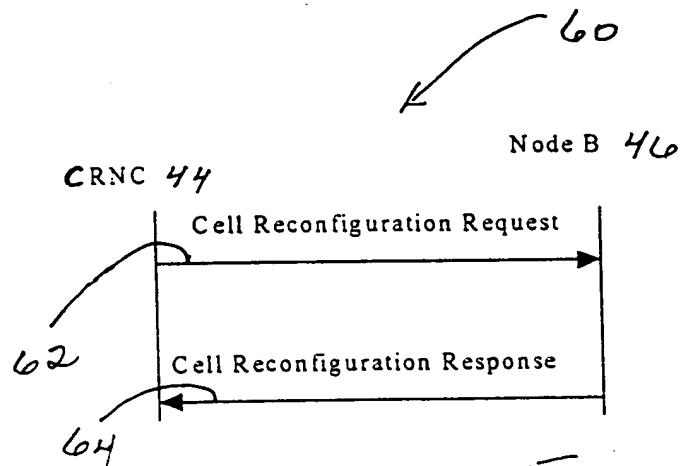 60
Node B 46
CRNC 44
Cell Reconfiguration Request
62
Cell Reconfiguration Response
64